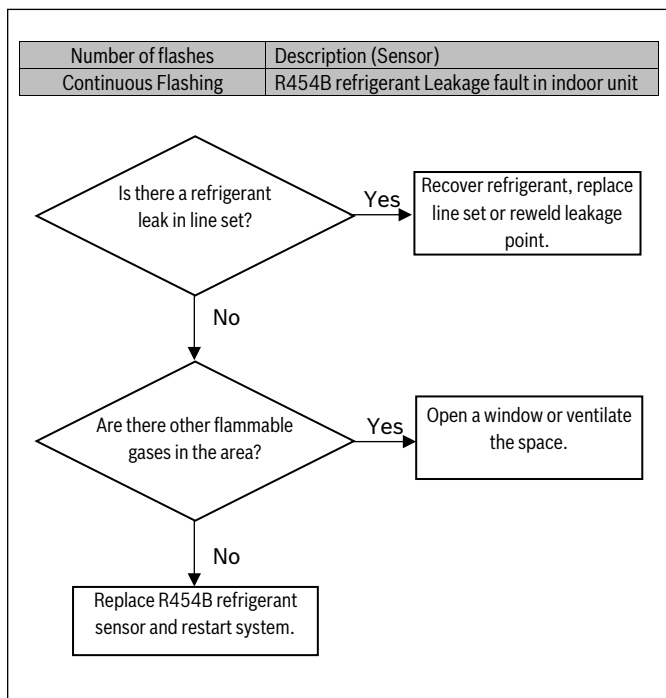 Number of flashes Description (Sensor)
Continuous Flashing R454B refrigerant Leakage fault in indoor unit
Is there a refrigerant
leak in line set?
Yes
Recover refrigerant, replace
line set or reweld leakage
point.
No
Are there other flammable
gases in the area?
Yes
Open a window or ventilate
the space.
No
Replace R454B refrigerant
sensor and restart system.